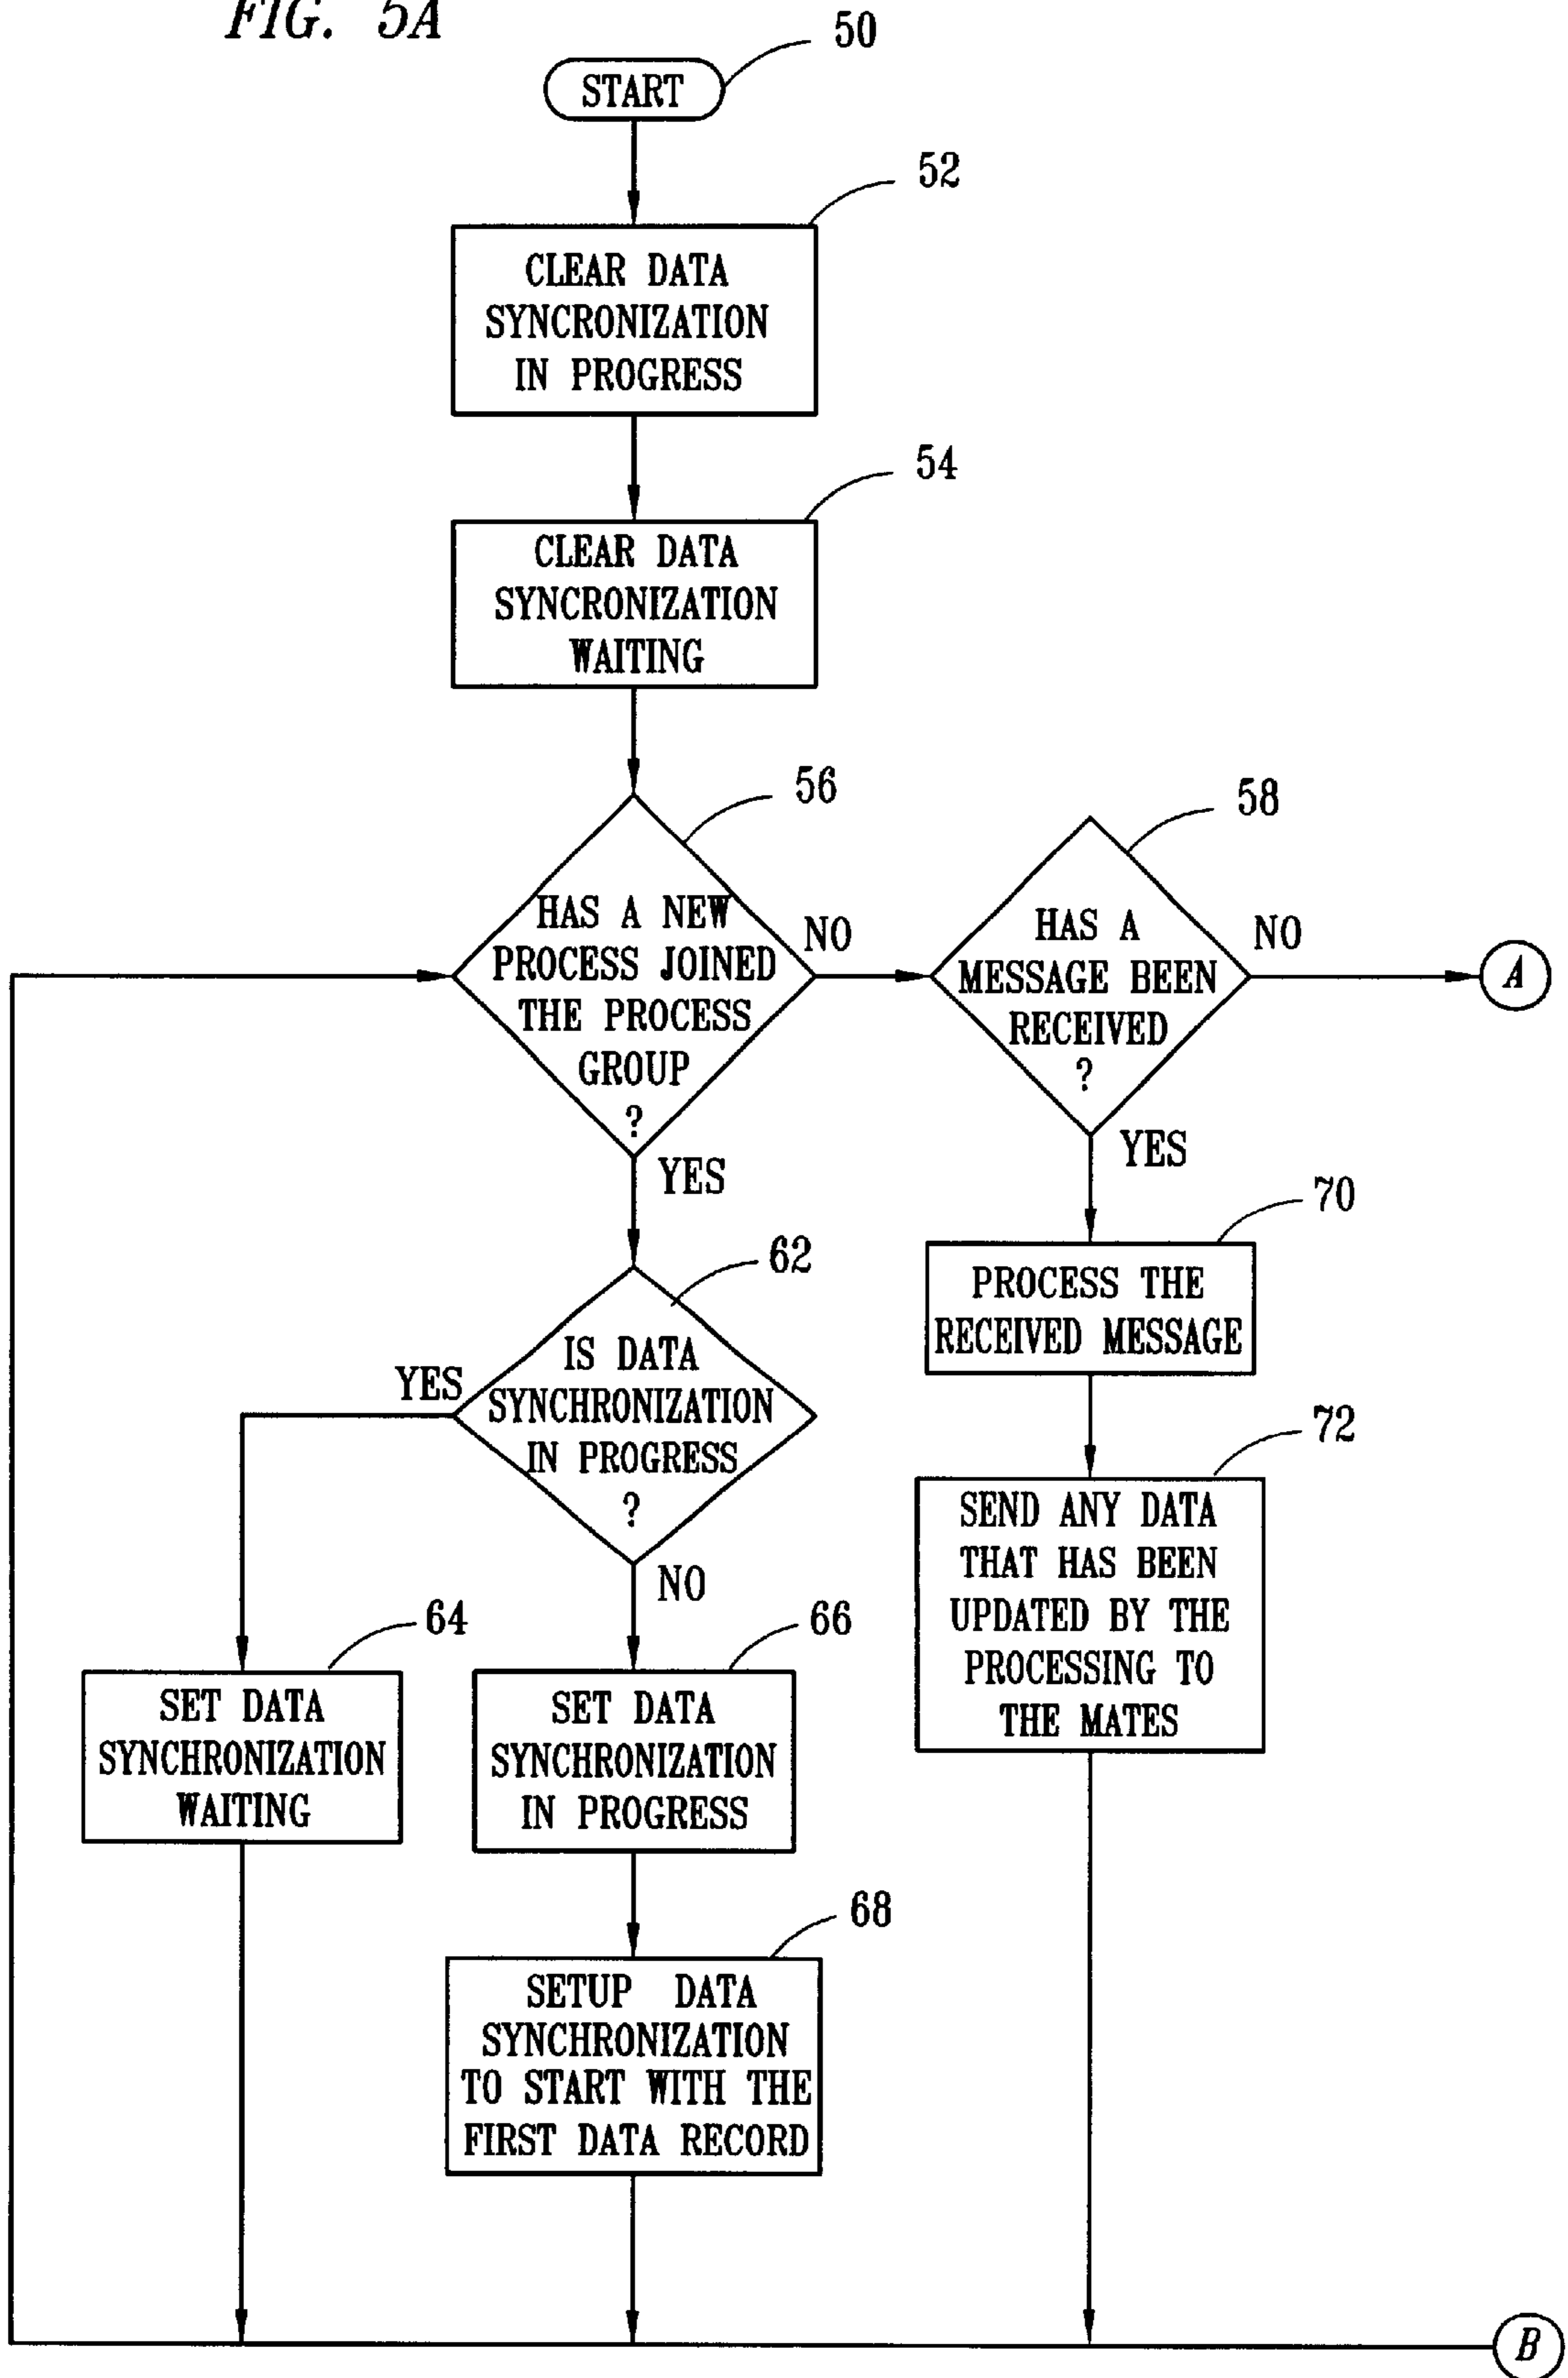 FIG. 5A
50
START
52
CLEAR DATA
SYNCRONIZATION
IN PROGRESS
54
CLEAR DATA
SYNCRONIZATION
WAITING
56
HAS A NEW
PROCESS JOINED
THE PROCESS
GROUP
?
NO
YES
58
HAS A
MESSAGE BEEN
RECEIVED
?
NO
A
YES
62
IS DATA
SYNCHRONIZATION
IN PROGRESS
?
YES
NO
70
PROCESS THE
RECEIVED MESSAGE
72
SEND ANY DATA
THAT HAS BEEN
UPDATED BY THE
PROCESSING TO
THE MATES
64
SET DATA
SYNCHRONIZATION
WAITING
66
SET DATA
SYNCHRONIZATION
IN PROGRESS
68
SETUP DATA
SYNCHRONIZATION
TO START WITH THE
FIRST DATA RECORD
B